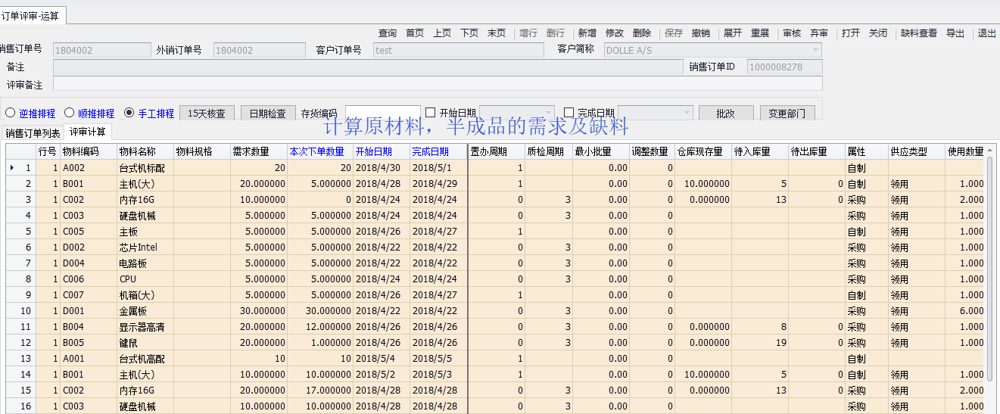 订单评审-运算
查询 首页 上页 下页 末页 增行 删行 新增 修改 删除 保存 撤销 展开 重展 审核 弃审 打开 关闭 缺料查看 导出 退出
销售订单号 1804002 外销订单号 1804002 客户订单号 test 客户简称 DOLLE A/S
备注 销售订单ID 1000008278
评审备注
逆推排程 顺推排程 手工排程 15天核查 日期检查 存货编码 开始日期 完成日期 批改 变更部门
计算原材料，半成品的需求及缺料
销售订单列表 评审计算
行号 物料编码 物料名称 物料规格 需求数量 本次下单数量 开始日期 完成日期 置办周期 质检周期 最小批量 调整数量 仓库现存量 待入库量 待出库量 属性 供应类型 使用数量
1 1 A002 台式机标配 20 20 2018/4/30 2018/5/1 1 0.00 0 自制
2 1 B001 主机(大) 20.000000 5.000000 2018/4/28 2018/4/29 1 0.00 0 10.000000 5 0 自制 领用 1.000
3 1 C002 内存16G 10.000000 0 2018/4/24 2018/4/24 0 3 0.00 0 0.000000 13 0 采购 领用 2.000
4 1 C003 硬盘机械 5.000000 5.000000 2018/4/24 2018/4/24 0 3 0.00 0 采购 领用 1.000
5 1 C005 主板 5.000000 5.000000 2018/4/26 2018/4/27 1 0.00 0 自制 领用 1.000
6 1 D002 芯片Intel 5.000000 5.000000 2018/4/22 2018/4/22 0 3 0.00 0 采购 领用 1.000
7 1 D004 电路板 5.000000 5.000000 2018/4/22 2018/4/22 0 3 0.00 0 采购 领用 1.000
8 1 C006 CPU 5.000000 5.000000 2018/4/24 2018/4/24 0 3 0.00 0 采购 领用 1.000
9 1 C007 机箱(大) 5.000000 5.000000 2018/4/26 2018/4/27 1 0.00 0 自制 领用 1.000
10 1 D001 金属板 30.000000 30.000000 2018/4/22 2018/4/22 0 3 0.00 0 采购 领用 6.000
11 1 B004 显示器高清 20.000000 12.000000 2018/4/26 2018/4/26 0 3 0.00 0 0.000000 8 0 采购 领用 1.000
12 1 B005 键鼠 20.000000 1.000000 2018/4/26 2018/4/26 0 3 0.00 0 0.000000 19 0 采购 领用 1.000
13 1 A001 台式机高配 10 10 2018/5/4 2018/5/5 1 0.00 0 自制
14 1 B001 主机(大) 10.000000 10.000000 2018/5/2 2018/5/3 1 0.00 0 10.000000 5 0 自制 领用 1.000
15 1 C002 内存16G 20.000000 17.000000 2018/4/28 2018/4/28 0 3 0.00 0 0.000000 13 0 采购 领用 2.000
16 1 C003 硬盘机械 10.000000 10.000000 2018/4/28 2018/4/28 0 3 0.00 0 采购 领用 1.000